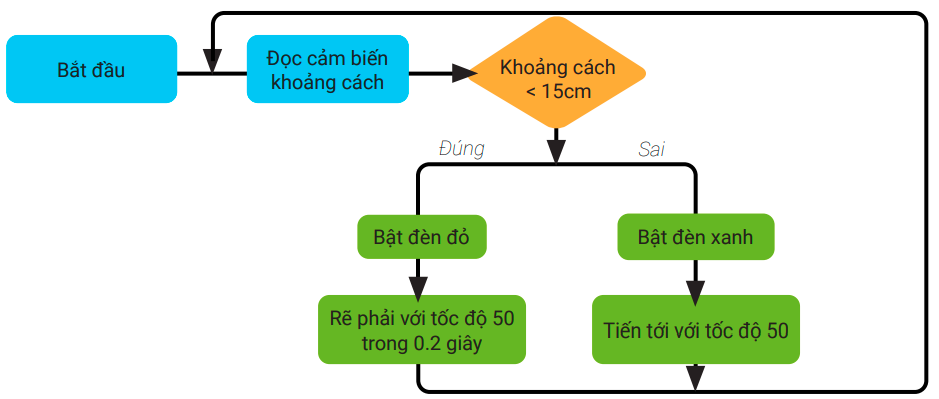 Bắt đầu
Đọc cảm biến
khoảng cách
Khoảng cách
< 15cm
Đúng
Sai
Bật đèn đỏ
Bật đèn xanh
Rẽ phải với tốc độ 50
trong 0.2 giây
Tiến tới với tốc độ 50